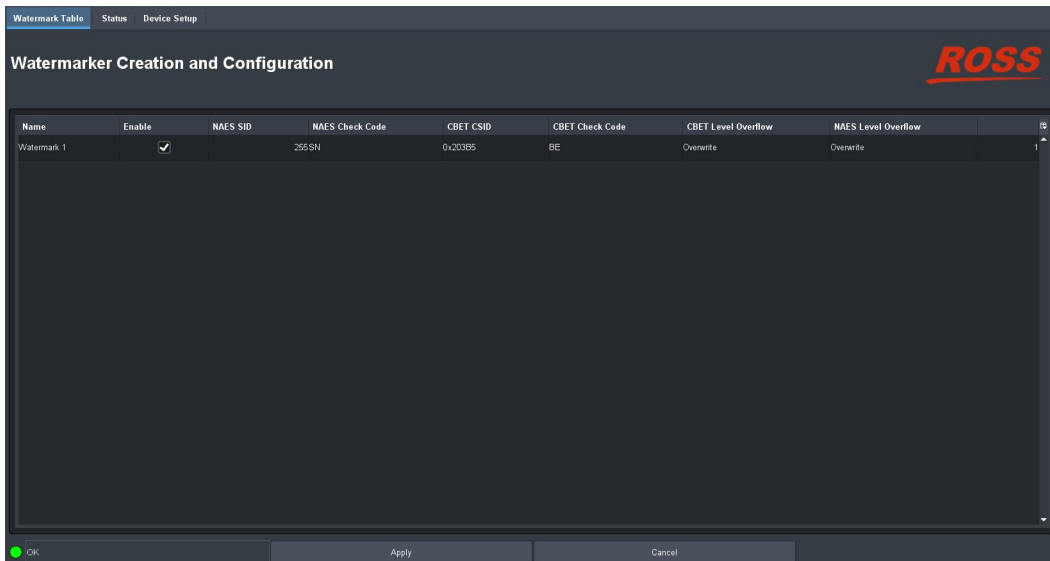 Watermark Table Status Device Setup
Watermarker Creation and Configuration
ROSS
Name Enable NAES SID NAES Check Code CBET CSID CBET Check Code CBET Level Overflow NAES Level Overflow
Watermark 1 255 SN 0x203B5 BE Overwrite Overwrite 1
OK Apply Cancel